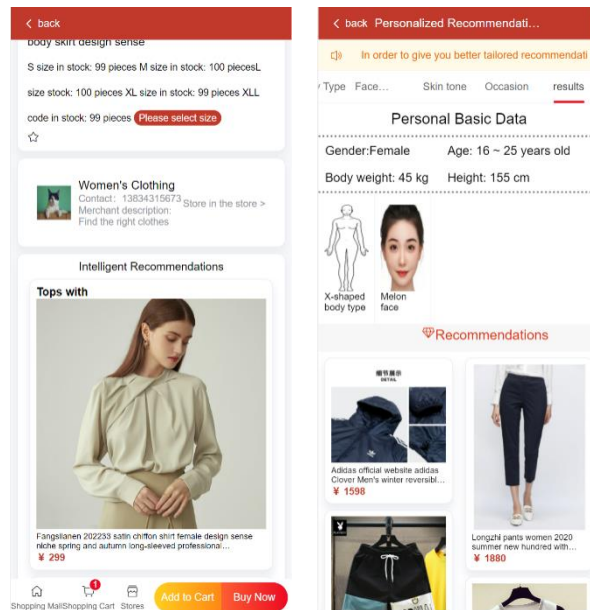 back
body skirt design sense
S size in stock: 99 pieces M size in stock: 100 piecesL
size stock: 100 pieces XL size in stock: 99 pieces XLL
code in stock: 99 pieces Please select size
Women's Clothing
Contact: 13834315673
Merchant description:
Find the right clothes
Store in the store >
Intelligent Recommendations
Tops with
Fangsilanen 202233 satin chiffon shirt female design sense
niche spring and autumn long-sleeved professional...
¥ 299
1
Shopping Mall Shopping Cart Stores
Add to Cart Buy Now
back Personalized Recommendati...
In order to give you better tailored recommendati
Type Face... Skin tone Occasion results
Personal Basic Data
Gender:Female Age: 16 ~ 25 years old
Body weight: 45 kg Height: 155 cm
X-shaped
body type
Melon
face
Recommendations
细节展示
DETAIL
Adidas official website adidas
Clover Men's winter reversibl...
¥ 1598
Longzhi pants women 2020
summer new hundred with...
¥ 1880